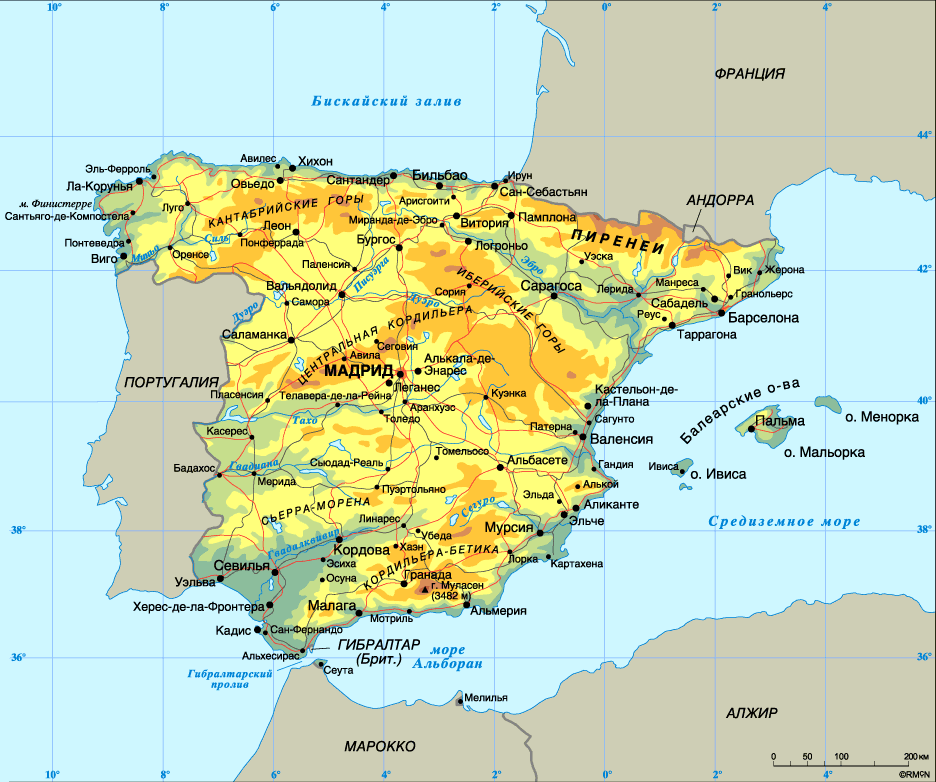 10°
8°
6°
4°
2°
0°
2°
4°
ФРАНЦИЯ
Бискайский залив
44°
44°
Авилес
Хихон
Эль-Ферроль
Ла-Корунья
Овьедо
Сантандер
Бильбао
Ирун
Сан-Себастьян
м. Финистерре
Сантьяго-де-Компостела
Луго
КАНТАБРИЙСКИЕ ГОРЫ
Арисгоити
Миранда-де-Эбро
Витория
Памплона
АНДОРРА
Леон
Понтеведра
Силь
Понферрада
Бургос
Логроньо
ПИРЕНЕИ
Виго
Минья
Оренсе
Паленсия
Писуэрга
Эбро
Уэска
Вик
Жерона
42°
42°
Вальядолид
Сория
ИБЕРИЙСКИЕ ГОРЫ
Сарагоса
Лерида
Манреса
Сабадель
Гранольерс
Самора
Дуэро
Дуэро
Реус
Барселона
Таррагона
Саламанка
ЦЕНТРАЛЬНАЯ КОРДИЛЬЕРА
Сеговия
Авила
МАДРИД
Алькала-де-
Энарес
Леганес
ПОРТУГАЛИЯ
Пласенсия
Телавера-де-ла-Рейна
Аранхуэс
Куэнка
Кастельон-де-
ла-Плана
Балеарские о-ва
о. Менорка
Тахо
Толедо
Сагунто
Пальма
Касерес
Патерна
Валенсия
о. Мальорка
Томельосо
Бадахос
Гвадиана
Сьюдад-Реаль
Альбасете
Гандия
Ивиса
о. Ивиса
Мерида
Пуэртольяно
Алькой
Эльда
СЬЕРРА-МОРЕНА
Сегуро
Аликанте
Эльче
Средиземное море
38°
38°
Линарес
Убеда
Мурсия
Гвадалквивир
Кордова
Хаэн
КОРДИЛЬЕРА-БЕТИКА
Лорка
Картахена
Севилья
Эсиха
Уэльва
Осуна
Гранада
г. Муласен
(3482 м)
Херес-де-ла-Фронтера
Малага
Мотриль
Альмерия
Кадис
Сан-Фернандо
Альхесирас
ГИБРАЛТАР
(Брит.)
море
Альборан
36°
36°
Гибралтарский
пролив
Сеута
Мелилья
МАРОККО
АЛЖИР
0 50 100 200 км
©RMCN
10°
8°
6°
4°
2°
0°
2°
4°